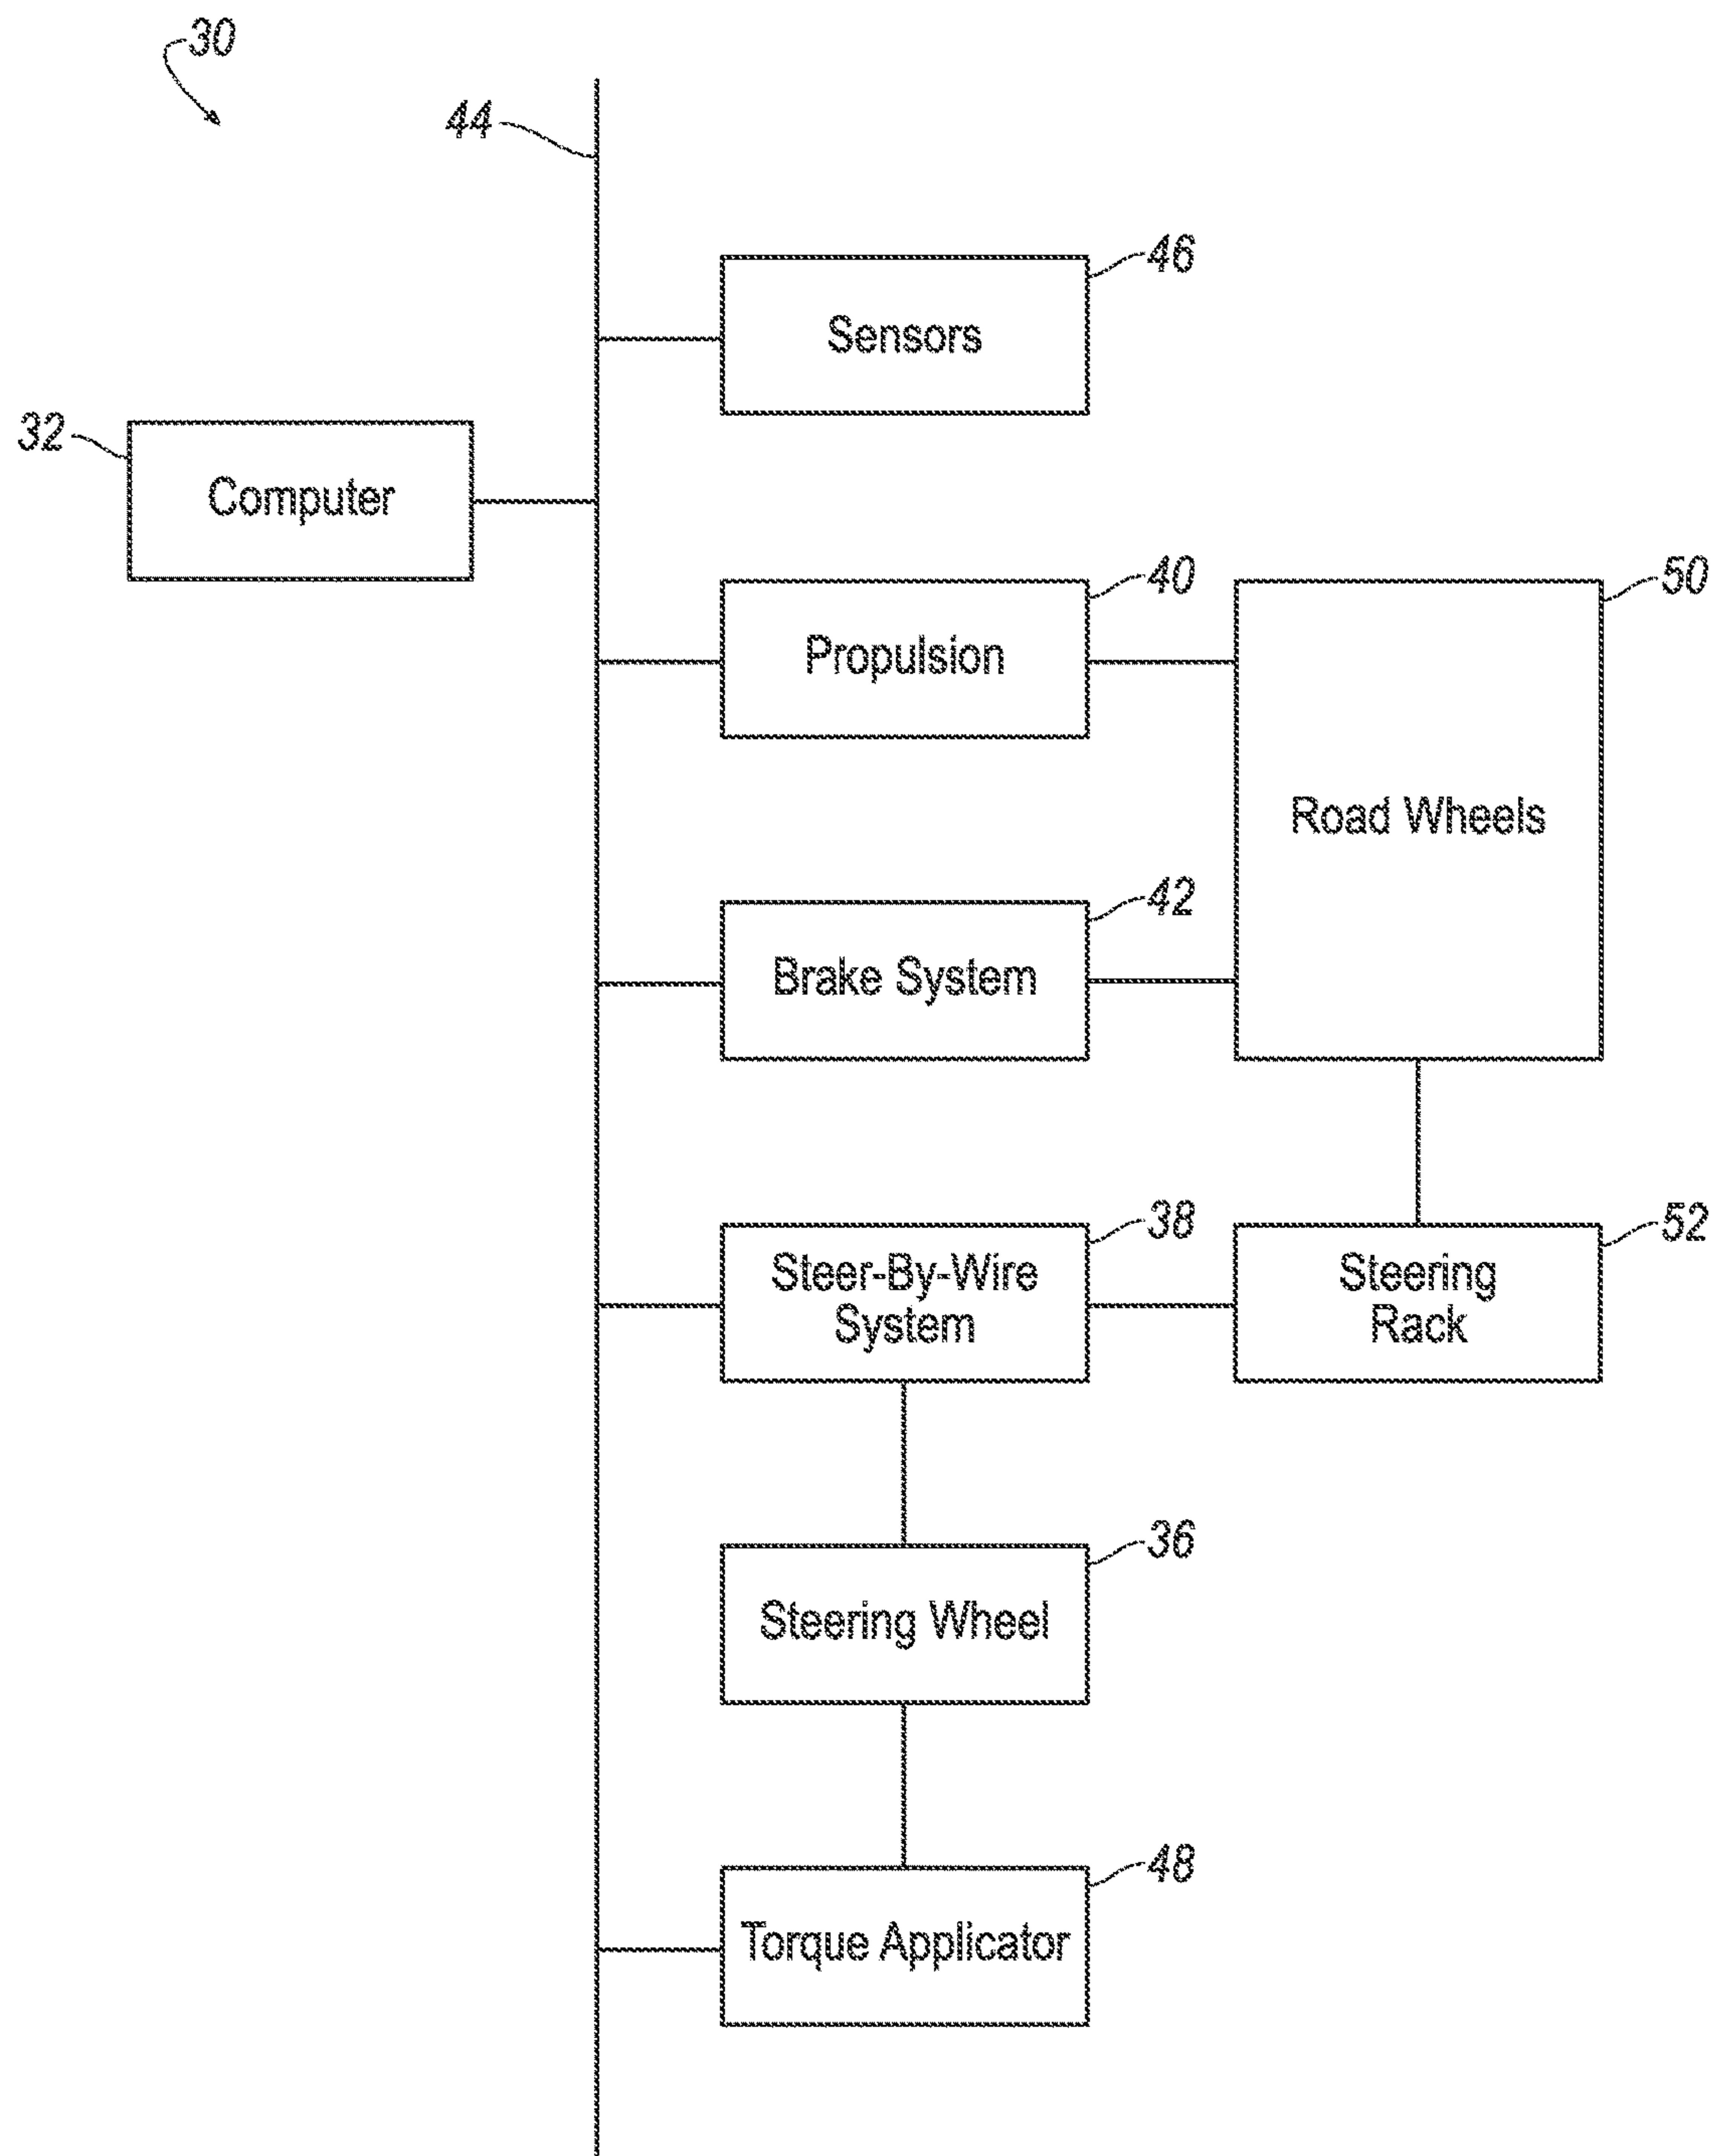 30
44
46
Sensors
32
Computer
40
50
Propulsion
Road Wheels
42
Brake System
38
52
Steer-By-Wire
System
Steering
Rack
36
Steering Wheel
48
Torque Applicator